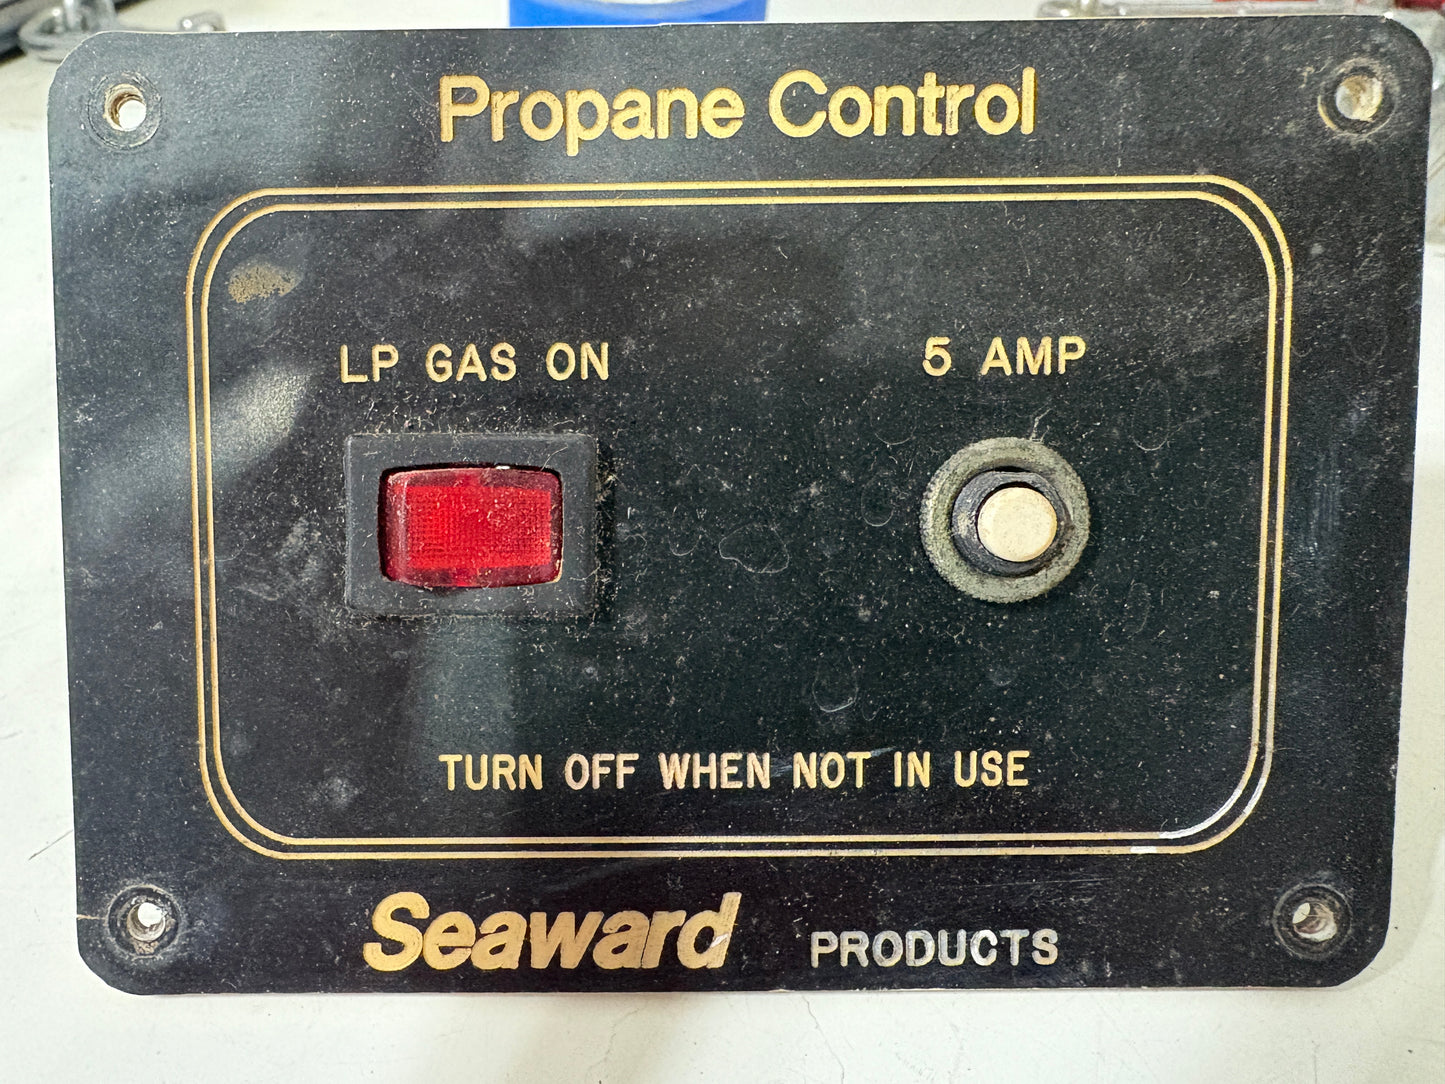 Propane Control
LP GAS ON
5 AMP
TURN OFF WHEN NOT IN USE
Seaward PRODUCTS